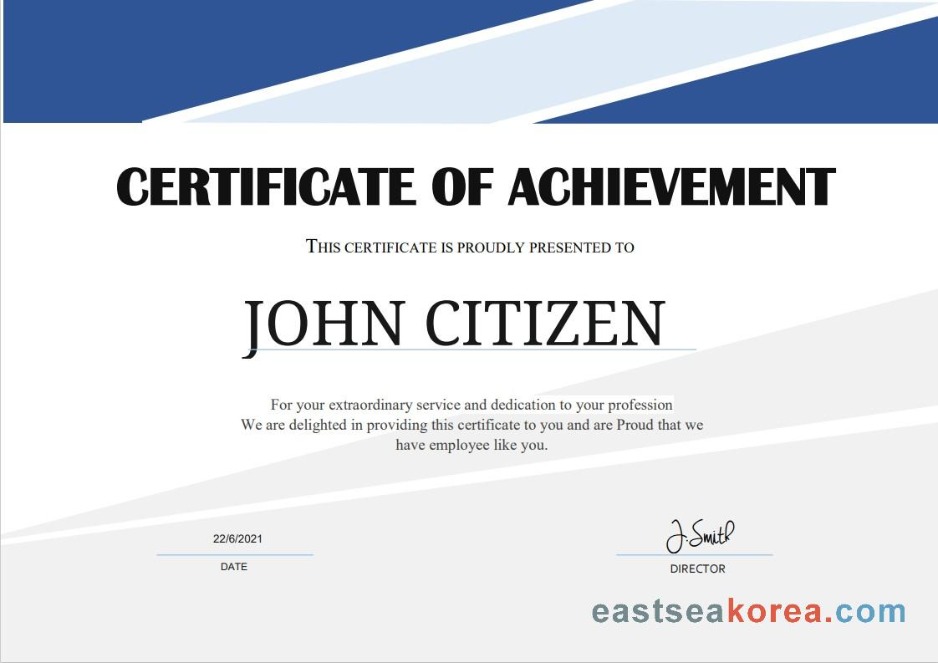 CERTIFICATE OF ACHIEVEMENT
THIS CERTIFICATE IS PROUDLY PRESENTED TO
JOHN CITIZEN
For your extraordinary service and dedication to your profession
We are delighted in providing this certificate to you and are Proud that we
have employee like you.
22/6/2021
DATE
J.Smith
DIRECTOR
eastseakorea.com